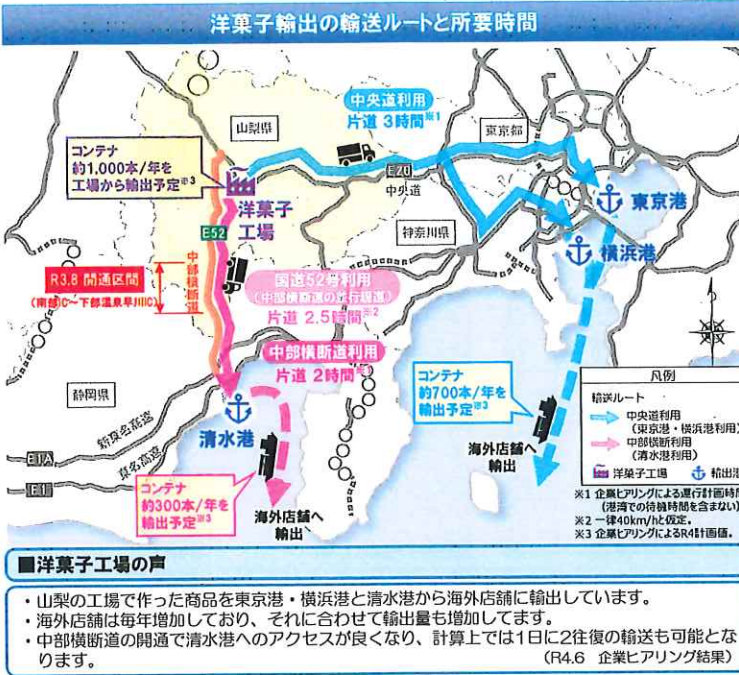 洋菓子輸出の輸送ルートと所要時間
中央道利用
片道 3時間※1
山梨県
東京都
コンテナ
約1,000本/年を
工場から輸出予定※3
E20
中央道
洋菓子
工場
東京港
神奈川県
横浜港
E52
中部横断道
R3.8 開通区間
(南部IC~下部温泉早川IC)
国道52号利用
(中部横断道の並行現道)
片道 2.5時間※2
中部横断道利用
片道 2時間
静岡県
新東名高速
清水港
E1A
東名高速
E1
コンテナ
約700本/年を
輸出予定※3
海外店舗へ
輸出
コンテナ
約300本/年を
輸出予定※3
海外店舗へ
輸出
凡例
輸送ルート
中央道利用
(東京港・横浜港利用)
中部横断利用
(清水港利用)
洋菓子工場 輸出港
※1 企業ヒアリングによる運行計画時間
(港湾での待機時間を含まない)
※2 一律40km/hと仮定。
※3 企業ヒアリングによるR4計画値。
■洋菓子工場の声
・山梨の工場で作った商品を東京港・横浜港と清水港から海外店舗に輸出しています。
・海外店舗は毎年増加しており、それに合わせて輸出量も増加してます。
・中部横断道の開通で清水港へのアクセスが良くなり、計算上では1日に2往復の輸送も可能とな
ります。
(R4.6 企業ヒアリング結果)